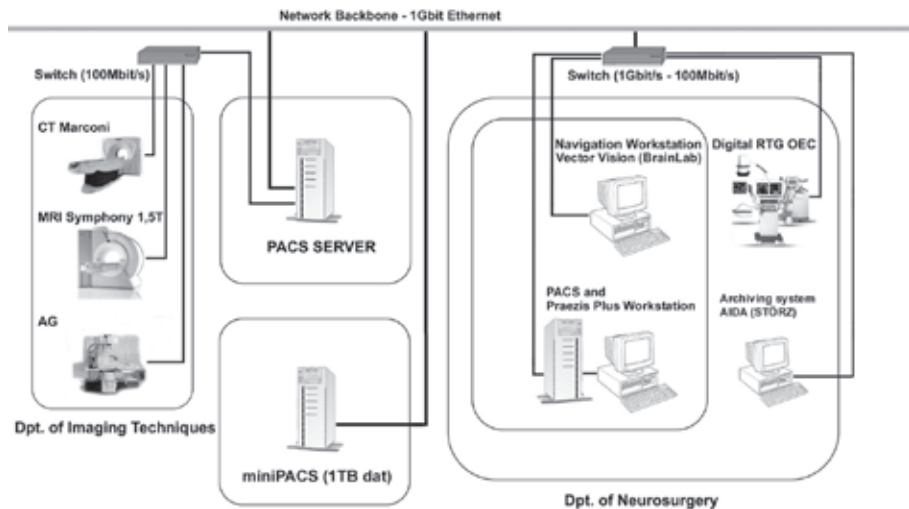 Network Backbone - 1Gbit Ethernet
Switch (100Mbit/s)
Switch (1Gbit/s - 100Mbit/s)
CT Marconi
MRI Symphony 1,5T
AG
Dpt. of Imaging Techniques
PACS SERVER
miniPACS (1TB dat)
Navigation Workstation
Vector Vision (BrainLab)
Digital RTG OEC
PACS and
Praezis Plus Workstation
Archiving system
AIDA (STORZ)
Dpt. of Neurosurgery